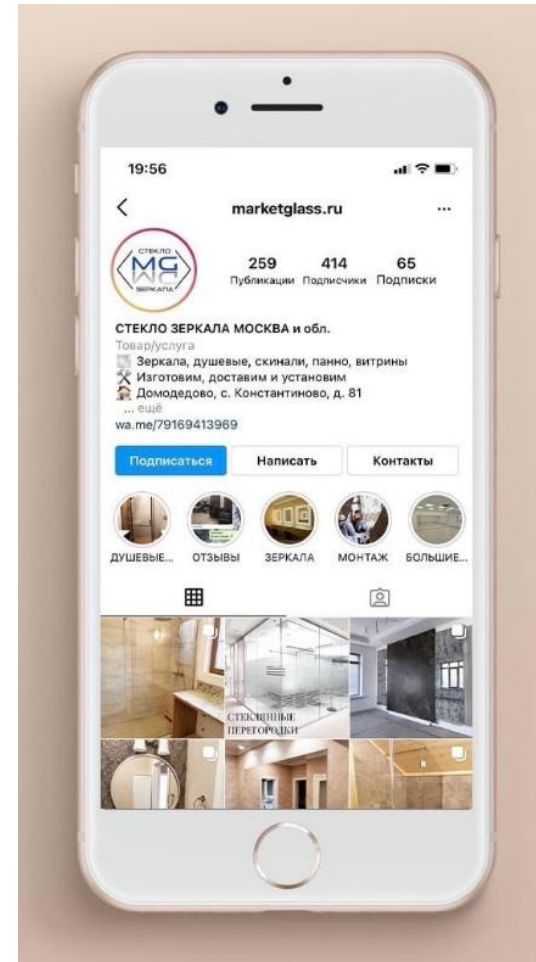 19:56
marketglass.ru
СТЕКЛО
MG
ЗЕРКАЛА
259 414 65
Публикации Подписчики Подписки
СТЕКЛО ЗЕРКАЛА МОСКВА и обл.
Товар/услуга
Зеркала, душевые, скинали, панно, витрины
Изготовим, доставим и установим
Домодедово, с. Константиново, д. 81
... ещё
wa.me/79169413969
Подписаться Написать Контакты
ДУШЕВЫЕ... ОТЗЫВЫ ЗЕРКАЛА МОНТАЖ БОЛЬШИЕ...
СТЕКЛЯННЫЕ
ПЕРЕГОРОДКИ